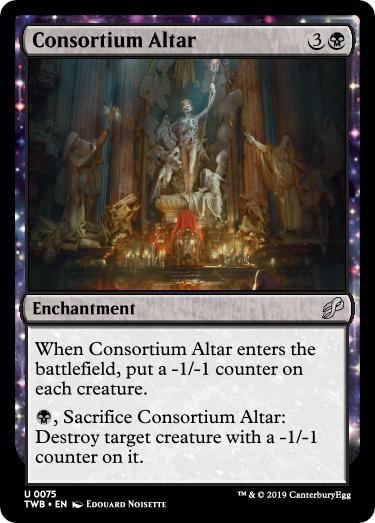 Consortium Altar 3
Enchantment
When Consortium Altar enters the
battlefield, put a -1/-1 counter on
each creature.
, Sacrifice Consortium Altar:
Destroy target creature with a -1/-1
counter on it.
U 0075
TWB • EN Edouard Noisette
™ & © 2019 CanterburyEgg